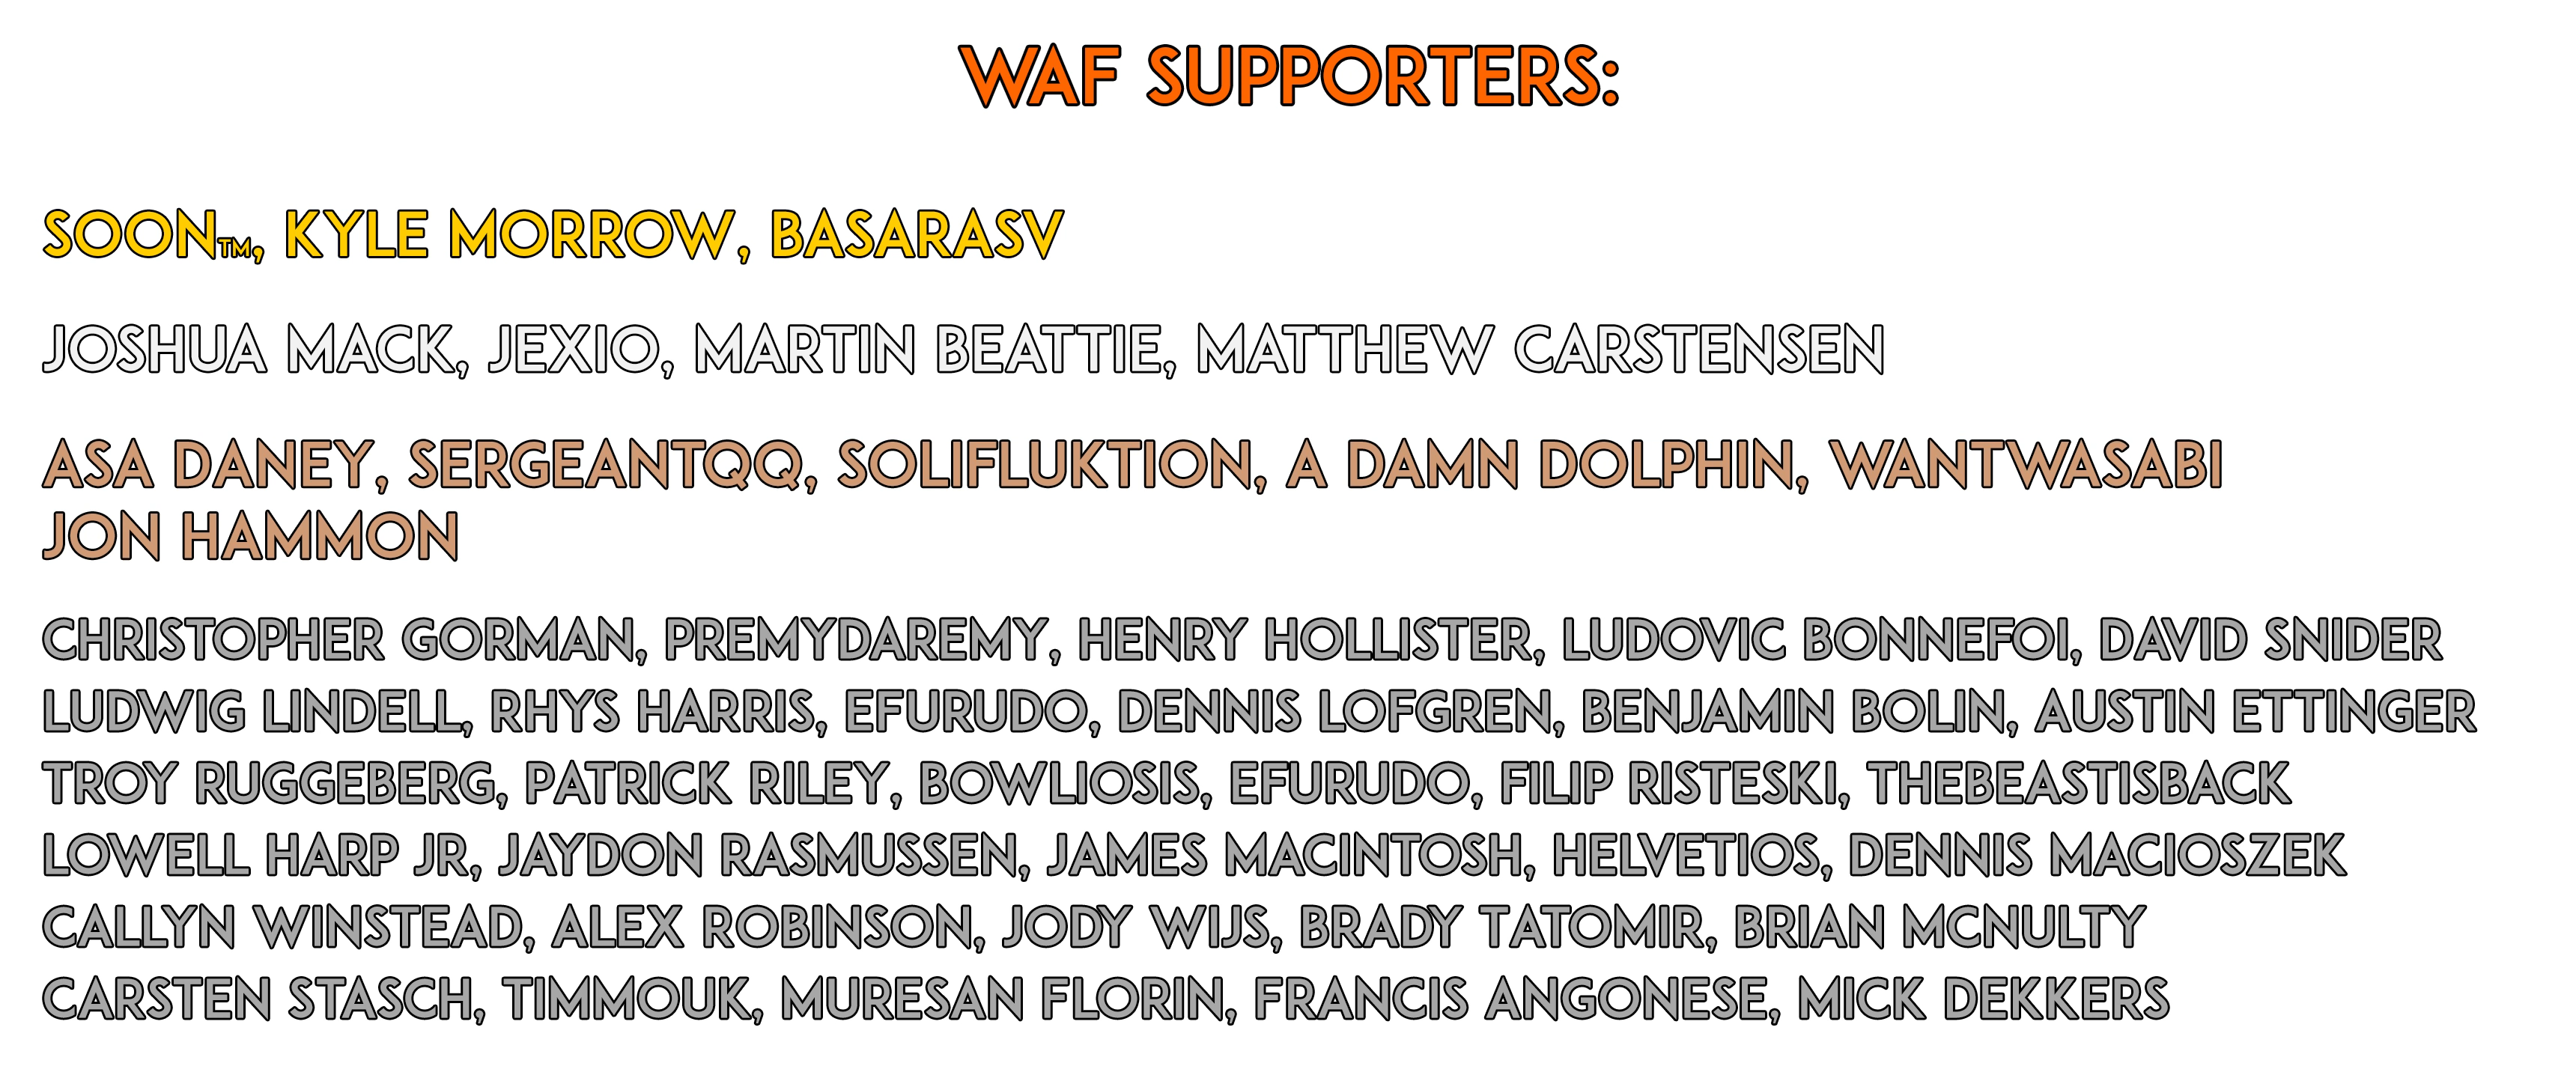 WAF SUPPORTERS:
SOON™, KYLE MORROW, BASARASV
JOSHUA MACK, JEXIO, MARTIN BEATTIE, MATTHEW CARSTENSEN
ASA DANEY, SERGEANTQQ, SOLIFLUKTION, A DAMN DOLPHIN, WANTWASABI
JON HAMMON
CHRISTOPHER GORMAN, PREMYDAREMY, HENRY HOLLISTER, LUDOVIC BONNEFOI, DAVID SNIDER
LUDWIG LINDELL, RHYS HARRIS, EFURUDO, DENNIS LOFGREN, BENJAMIN BOLIN, AUSTIN ETTINGER
TROY RUGGEBERG, PATRICK RILEY, BOWLIOSIS, EFURUDO, FILIP RISTESKI, THEBEASTISBACK
LOWELL HARP JR, JAYDON RASMUSSEN, JAMES MACINTOSH, HELVETIOS, DENNIS MACIOSZEK
CALLYN WINSTEAD, ALEX ROBINSON, JODY WIJS, BRADY TATOMIR, BRIAN MCNULTY
CARSTEN STASCH, TIMMOUK, MURESAN FLORIN, FRANCIS ANGONESE, MICK DEKKERS